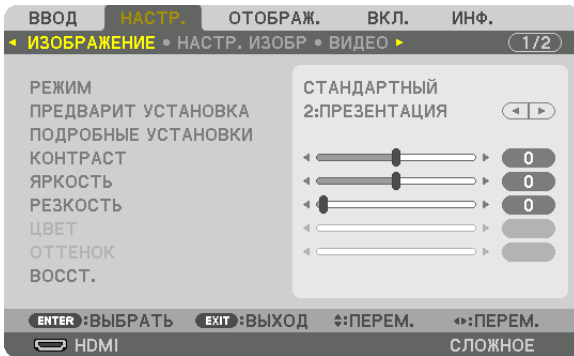 ВВОД НАСТР. ОТОБРАЖ. ВКЛ. ИНФ.
ИЗОБРАЖЕНИЕ • НАСТР. ИЗОБР • ВИДЕО 1/2
РЕЖИМ СТАНДАРТНЫЙ
ПРЕДВАРИТ УСТАНОВКА 2:ПРЕЗЕНТАЦИЯ
ПОДРОБНЫЕ УСТАНОВКИ
КОНТРАСТ 0
ЯРКОСТЬ 0
РЕЗКОСТЬ 0
ЦВЕТ
ОТТЕНОК
ВОССТ.
ENTER :ВЫБРАТЬ EXIT :ВЫХОД :ПЕРЕМ. :ПЕРЕМ.
HDMI СЛОЖНОЕ